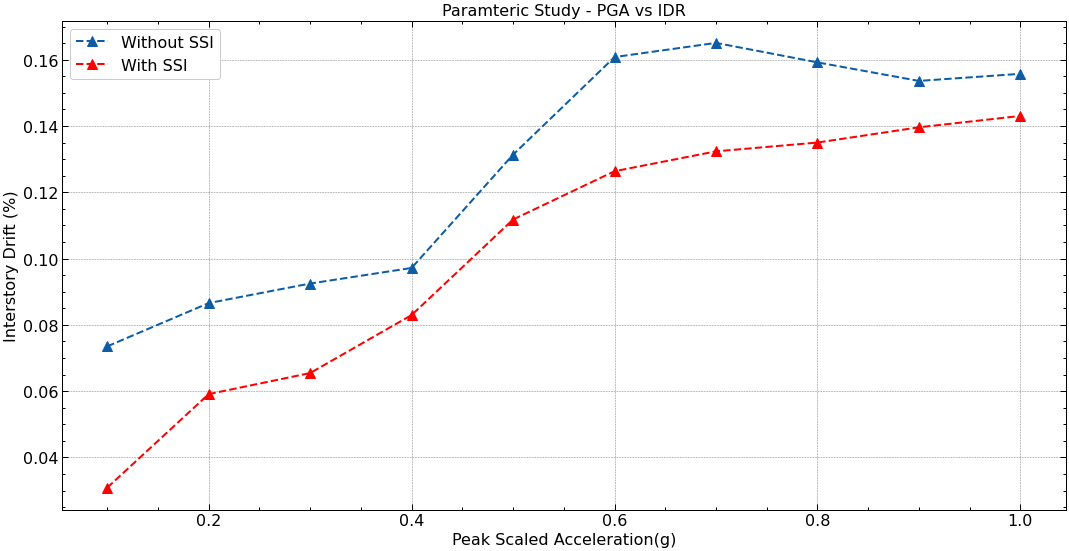 Paramteric Study - PGA vs IDR
Without SSI
With SSI
0.16
0.14
0.12
0.10
0.08
0.06
0.04
Interstory Drift (%)
0.2 0.4 0.6 0.8 1.0
Peak Scaled Acceleration(g)